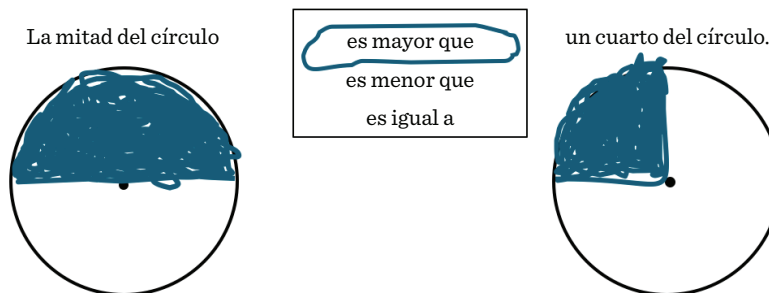 La mitad del círculo
es mayor que
es menor que
es igual a
un cuarto del círculo.